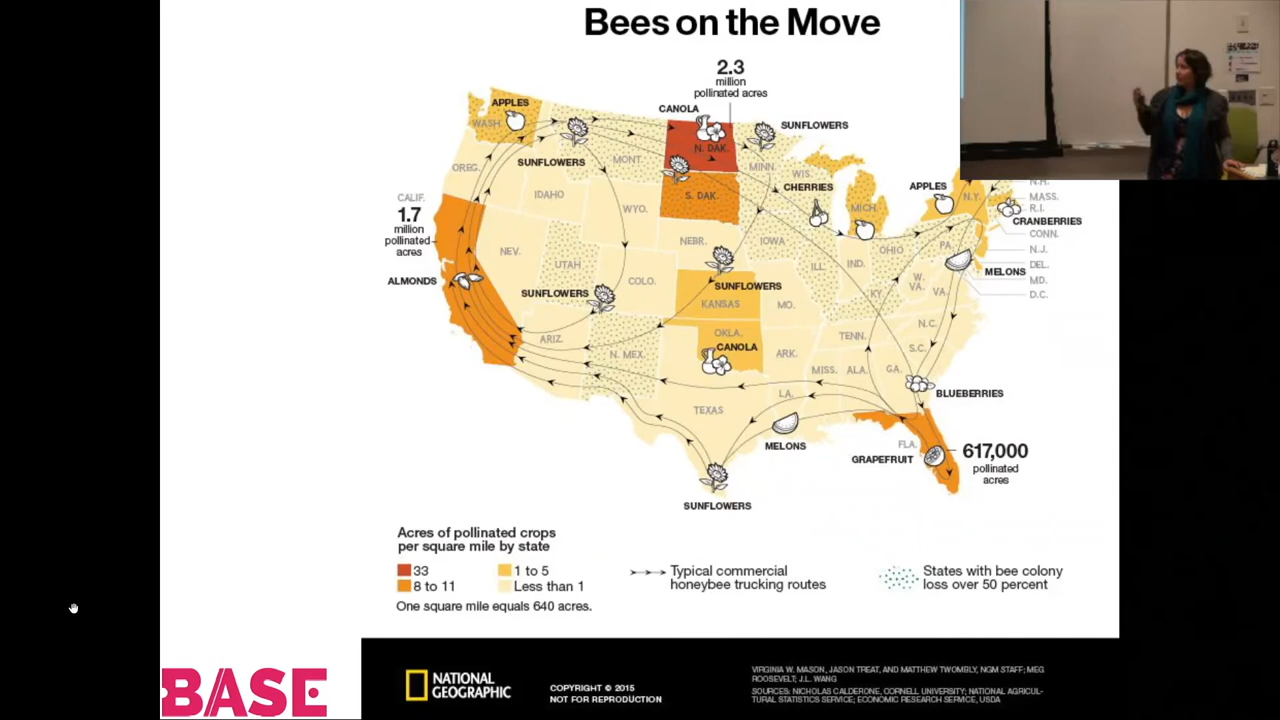 Bees on the Move
2.3
million
pollinated acres
CANOLA
SUNFLOWERS
APPLES
WASH.
N. DAK.
MINN.
MONT.
SUNFLOWERS
OREG.
WIS.
CHERRIES
APPLES
N.H.
MASS.
R.I.
CRANBERRIES
CONN.
N.J.
DEL.
MD.
D.C.
IDAHO
S. DAK.
MICH.
N.Y.
CALIF.
1.7
million
pollinated
acres
WYO.
NEBR.
IOWA
OHIO
PA.
NEV.
UTAH
ILL.
IND.
MELONS
ALMONDS
COLO.
SUNFLOWERS
W.
VA.
VA.
SUNFLOWERS
KANSAS
MO.
KY.
N.C.
ARIZ.
N. MEX.
OKLA.
CANOLA
ARK.
TENN.
S.C.
MISS.
ALA.
GA.
BLUEBERRIES
LA.
TEXAS
MELONS
FLA.
GRAPEFRUIT
617,000
pollinated
acres
SUNFLOWERS
Acres of pollinated crops
per square mile by state
33
8 to 11
1 to 5
Less than 1
One square mile equals 640 acres.
Typical commercial
honeybee trucking routes
States with bee colony
loss over 50 percent
BASE
NATIONAL
GEOGRAPHIC
COPYRIGHT © 2015
NOT FOR REPRODUCTION
VIRGINIA W. MASON, JASON TREAT, AND MATTHEW TWOMBLY, NGM STAFF; MEG
ROOSEVELT; J.L. WANG
SOURCES: NICHOLAS CALDERONE, CORNELL UNIVERSITY; NATIONAL AGRICUL-
TURAL STATISTICS SERVICE; ECONOMIC RESEARCH SERVICE, USDA